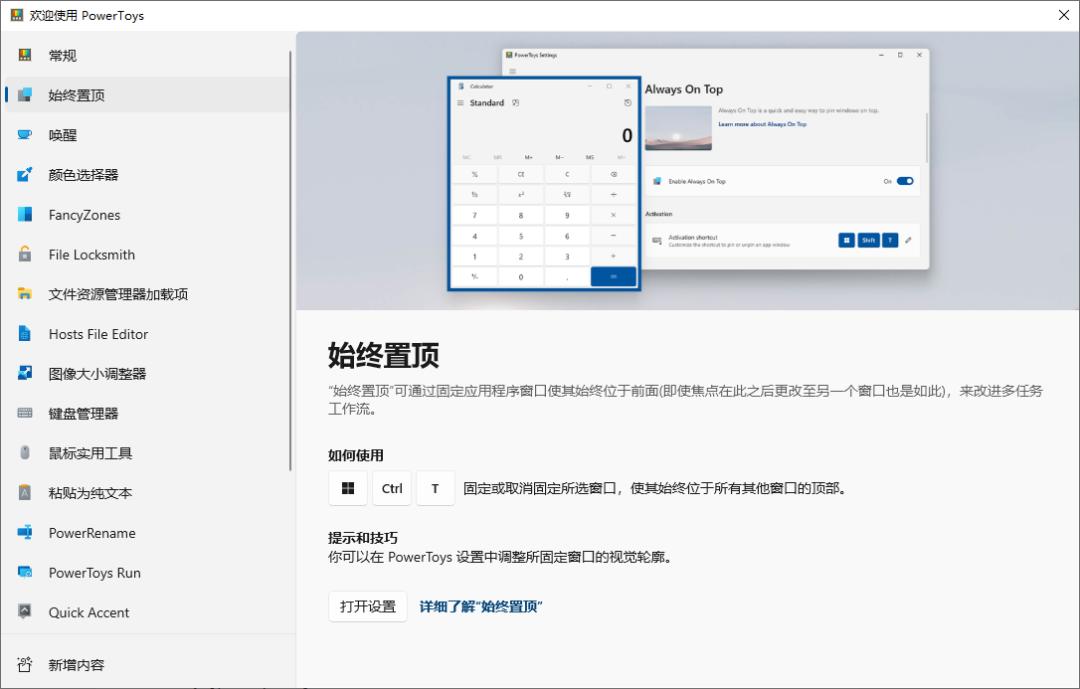 欢迎使用 PowerToys
常规
始终置顶
唤醒
颜色选择器
FancyZones
File Locksmith
文件资源管理器加载项
Hosts File Editor
图像大小调整器
键盘管理器
鼠标实用工具
粘贴为纯文本
PowerRename
PowerToys Run
Quick Accent
新增内容
PowerToys Settings
Calculator
Standard
0
MC MR M+ M− MS
% CE C
7 8 9 ×
4 5 6 −
1 2 3 +
0 . =
Always On Top
Always On Top is a quick and easy way to pin windows on top.
Learn more about Always On Top
Enable Always On Top
On
Activation
Activation shortcut
Customize the shortcut to pin or unpin an app window
Shift T
始终置顶
“始终置顶”可通过固定应用程序窗口使其始终位于前面(即使焦点在此之后更改至另一个窗口也是如此)，来改进多任务
工作流。
如何使用
Ctrl T 固定或取消固定所选窗口，使其始终位于所有其他窗口的顶部。
提示和技巧
你可以在 PowerToys 设置中调整所固定窗口的视觉轮廓。
打开设置 详细了解“始终置顶”